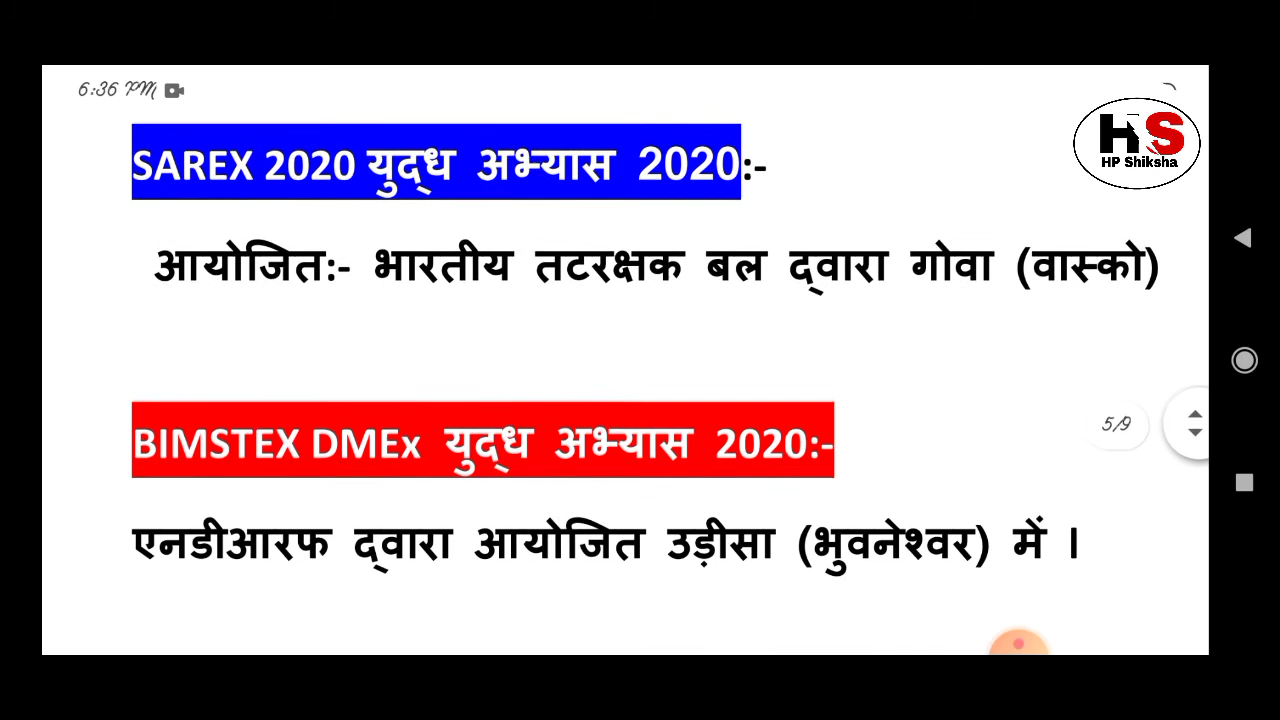 6:36 PM
HS
HP Shiksha
SAREX 2020 युद्ध अभ्यास 2020:-
आयोजित:- भारतीय तटरक्षक बल द्वारा गोवा (वास्को)
5/9
BIMSTEX DMEx युद्ध अभ्यास 2020:-
एनडीआरफ द्वारा आयोजित उड़ीसा (भुवनेश्वर) में ।